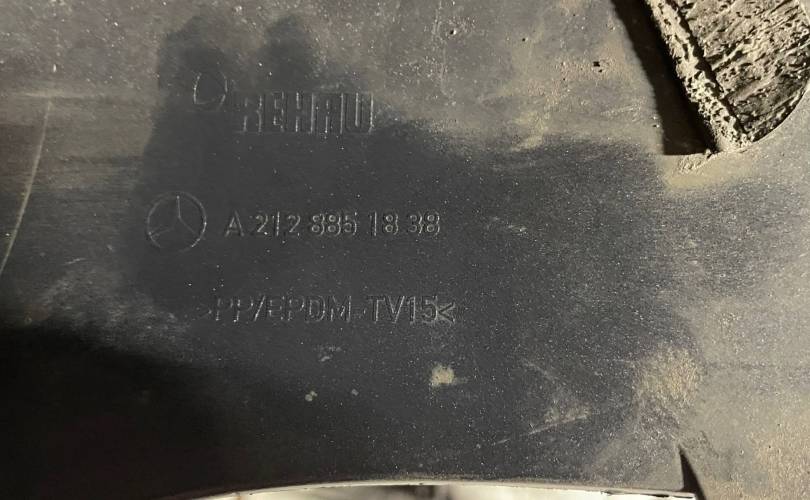 REHAU
A 212 885 18 38
>PP/EPDM-TV15<